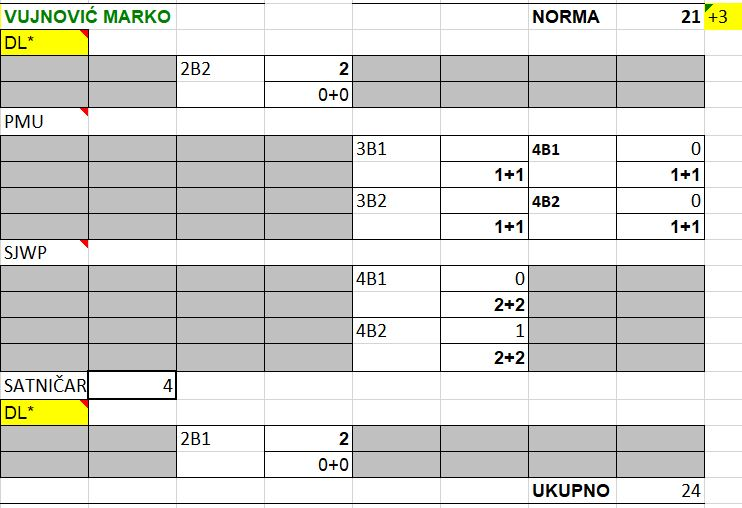 VUJNOVIĆ MARKO NORMA 21 +3
DL*
2B2 2
0+0
PMU
3B1 4B1 0
1+1 1+1
3B2 4B2 0
1+1 1+1
SJWP
4B1 0
2+2
4B2 1
2+2
SATNIČAR 4
DL*
2B1 2
0+0
UKUPNO 24